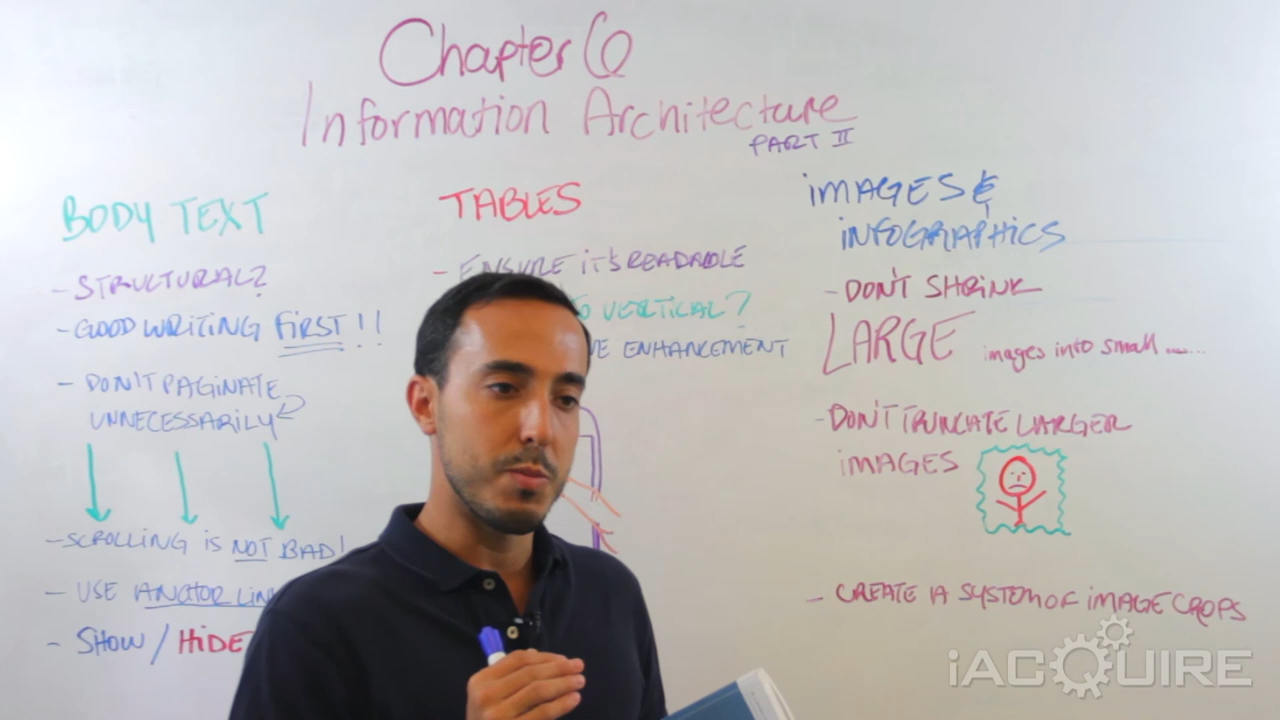 Chapter 6
Information Architecture
PART II
BODY TEXT
- STRUCTURAL?
- GOOD WRITING FIRST!!
- DON'T PAGINATE
UNNECESSARILY
- SCROLLING IS NOT BAD!
- USE ANCHOR LIN
- SHOW / HIDE
TABLES
- ENSURE IT'S READABLE
VERTICAL?
ENHANCEMENT
IMAGES &
INFOGRAPHICS
- DON'T SHRINK
LARGE images into small ......
- DON'T TRUNCATE LARGER
IMAGES
- CREATE A SYSTEM OF IMAGE CROPS
iACQUIRE